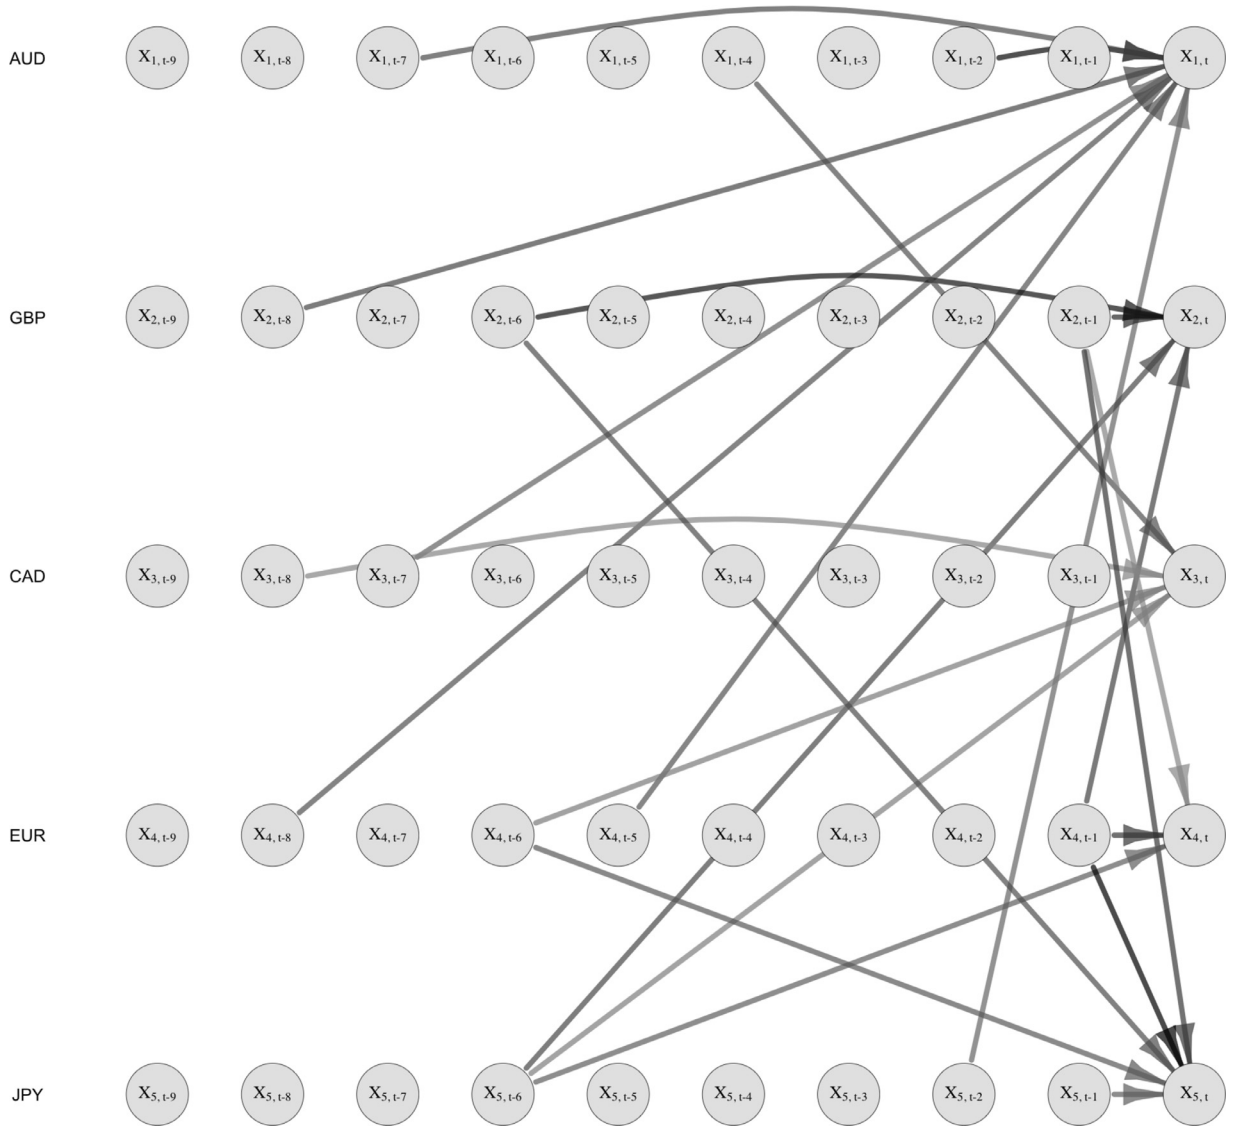 AUD X1, t-9 X1, t-8 X1, t-7 X1, t-6 X1, t-5 X1, t-4 X1, t-3 X1, t-2 X1, t-1 X1, t
GBP X2, t-9 X2, t-8 X2, t-7 X2, t-6 X2, t-5 X2, t-4 X2, t-3 X2, t-2 X2, t-1 X2, t
CAD X3, t-9 X3, t-8 X3, t-7 X3, t-6 X3, t-5 X3, t-4 X3, t-3 X3, t-2 X3, t-1 X3, t
EUR X4, t-9 X4, t-8 X4, t-7 X4, t-6 X4, t-5 X4, t-4 X4, t-3 X4, t-2 X4, t-1 X4, t
JPY X5, t-9 X5, t-8 X5, t-7 X5, t-6 X5, t-5 X5, t-4 X5, t-3 X5, t-2 X5, t-1 X5, t